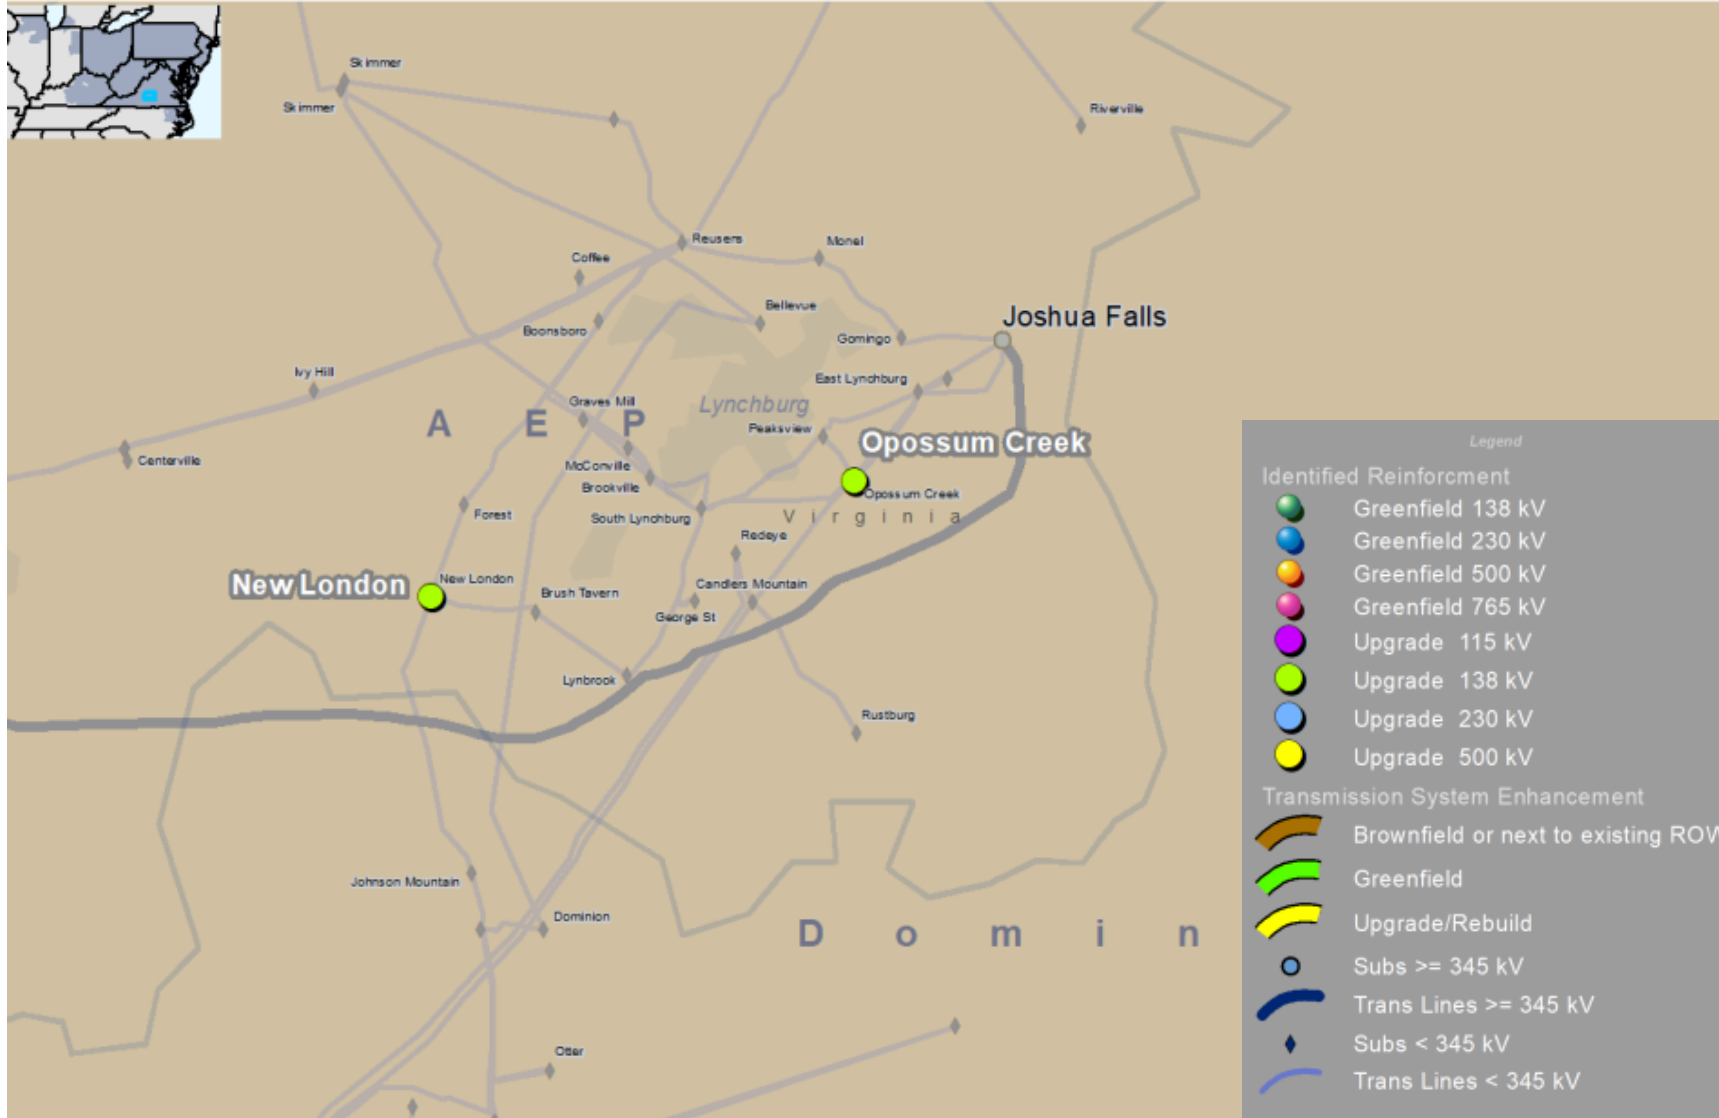 Skimmer
Skimmer
Riverville
Reusens
Monel
Coffee
Bellevue
Joshua Falls
Boonsboro
Gomingo
Ivy Hill
East Lynchburg
Graves Mill
Lynchburg
A E P
Peaksview
Opossum Creek
Centerville
McConville
Brookville
Opossum Creek
Forest
South Lynchburg
Virginia
Redeye
New London
New London
Brush Tavern
Candlers Mountain
George St
Lynbrook
Rustburg
Johnson Mountain
Dominion
D o m i n
Otter
Legend
Identified Reinforcment
Greenfield 138 kV
Greenfield 230 kV
Greenfield 500 kV
Greenfield 765 kV
Upgrade 115 kV
Upgrade 138 kV
Upgrade 230 kV
Upgrade 500 kV
Transmission System Enhancement
Brownfield or next to existing ROW
Greenfield
Upgrade/Rebuild
Subs >= 345 kV
Trans Lines >= 345 kV
Subs < 345 kV
Trans Lines < 345 kV